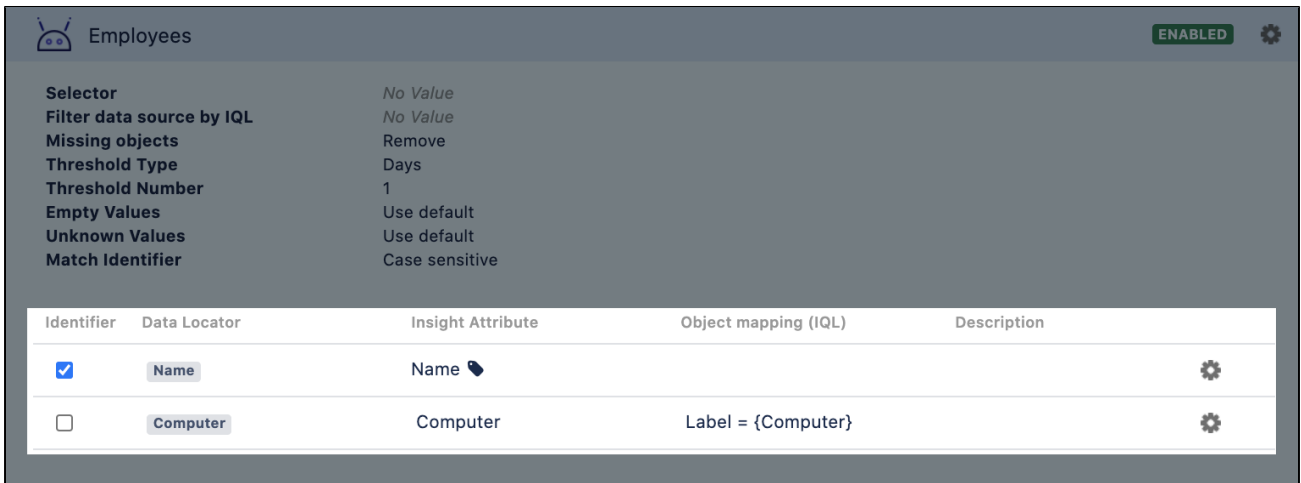 Employees ENABLED
Selector No Value
Filter data source by IQL No Value
Missing objects Remove
Threshold Type Days
Threshold Number 1
Empty Values Use default
Unknown Values Use default
Match Identifier Case sensitive
Identifier Data Locator Insight Attribute Object mapping (IQL) Description
Name Name
Computer Computer Label = {Computer}